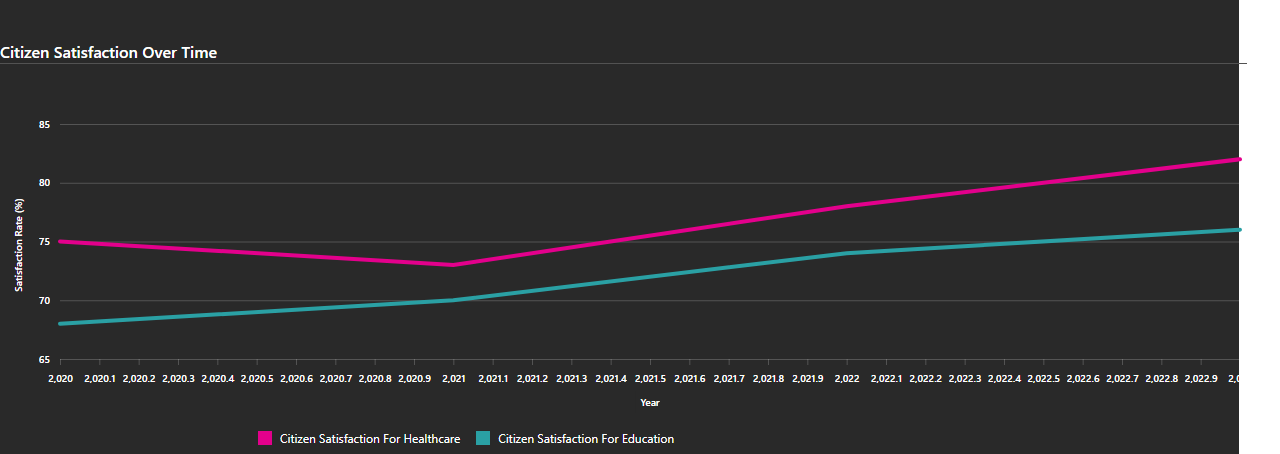 Citizen Satisfaction Over Time
85
80
75
70
65
Satisfaction Rate (%)
2,020 2,020.1 2,020.2 2,020.3 2,020.4 2,020.5 2,020.6 2,020.7 2,020.8 2,020.9 2,021 2,021.1 2,021.2 2,021.3 2,021.4 2,021.5 2,021.6 2,021.7 2,021.8 2,021.9 2,022 2,022.1 2,022.2 2,022.3 2,022.4 2,022.5 2,022.6 2,022.7 2,022.8 2,022.9
Year
Citizen Satisfaction For Healthcare Citizen Satisfaction For Education